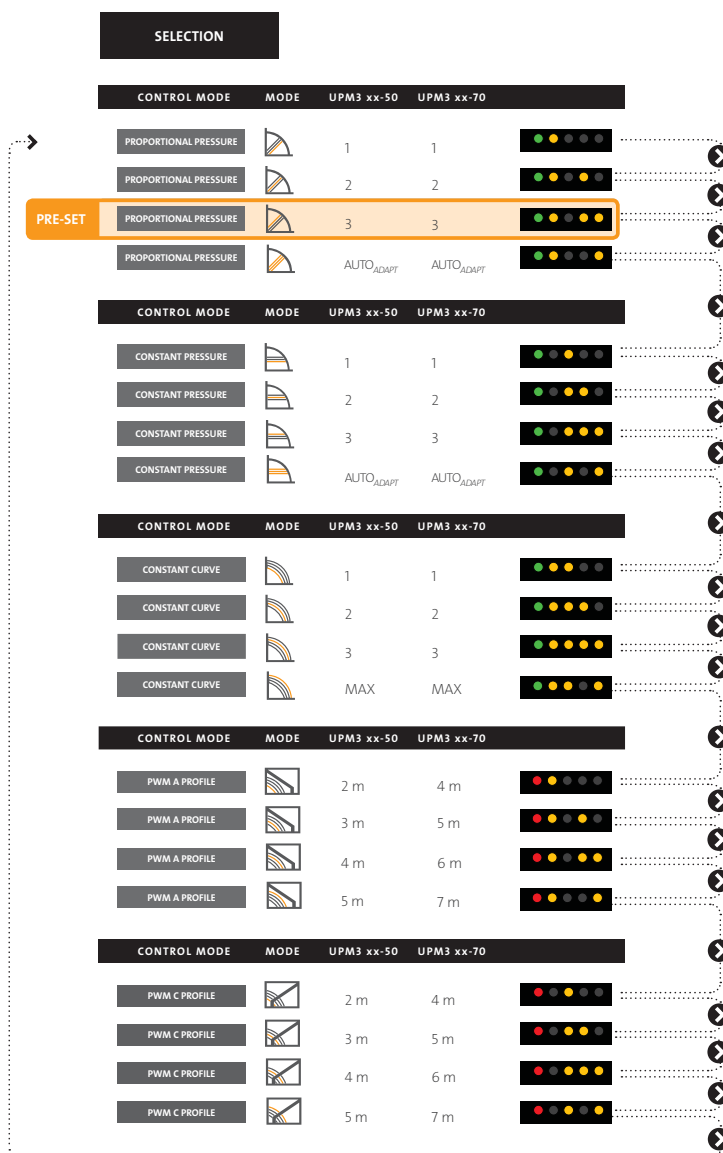 SELECTION
CONTROL MODE MODE UPM3 xx-50 UPM3 xx-70
PROPORTIONAL PRESSURE 1 1
PROPORTIONAL PRESSURE 2 2
PRE-SET PROPORTIONAL PRESSURE 3 3
PROPORTIONAL PRESSURE AUTOADAPT AUTOADAPT
CONTROL MODE MODE UPM3 xx-50 UPM3 xx-70
CONSTANT PRESSURE 1 1
CONSTANT PRESSURE 2 2
CONSTANT PRESSURE 3 3
CONSTANT PRESSURE AUTOADAPT AUTOADAPT
CONTROL MODE MODE UPM3 xx-50 UPM3 xx-70
CONSTANT CURVE 1 1
CONSTANT CURVE 2 2
CONSTANT CURVE 3 3
CONSTANT CURVE MAX MAX
CONTROL MODE MODE UPM3 xx-50 UPM3 xx-70
PWM A PROFILE 2 m 4 m
PWM A PROFILE 3 m 5 m
PWM A PROFILE 4 m 6 m
PWM A PROFILE 5 m 7 m
CONTROL MODE MODE UPM3 xx-50 UPM3 xx-70
PWM C PROFILE 2 m 4 m
PWM C PROFILE 3 m 5 m
PWM C PROFILE 4 m 6 m
PWM C PROFILE 5 m 7 m